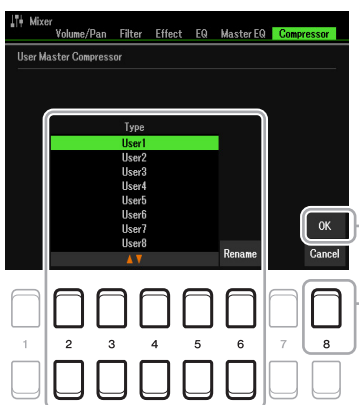 Mixer
Volume/Pan Filter Effect EQ Master EQ Compressor
User Master Compressor
Type
User1
User2
User3
User4
User5
User6
User7
User8
OK
Rename
Cancel
1 2 3 4 5 6 7 8